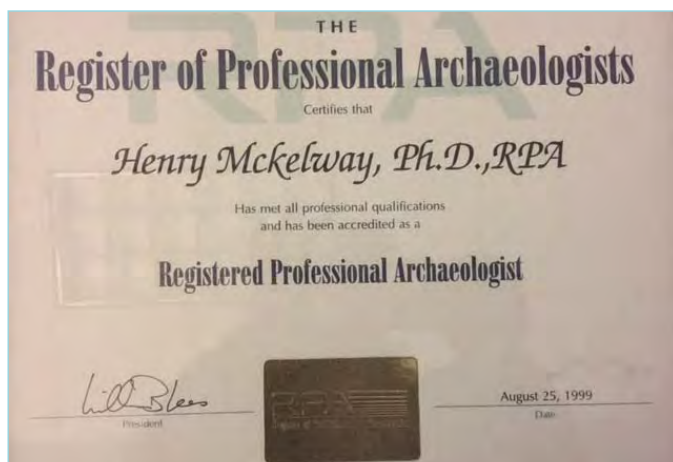 THE
Register of Professional Archaeologists
Certifies that
Henry Mckelway, Ph.D.,RPA
Has met all professional qualifications
and has been accredited as a
Registered Professional Archaeologist
August 25, 1999
President
Date
RPA